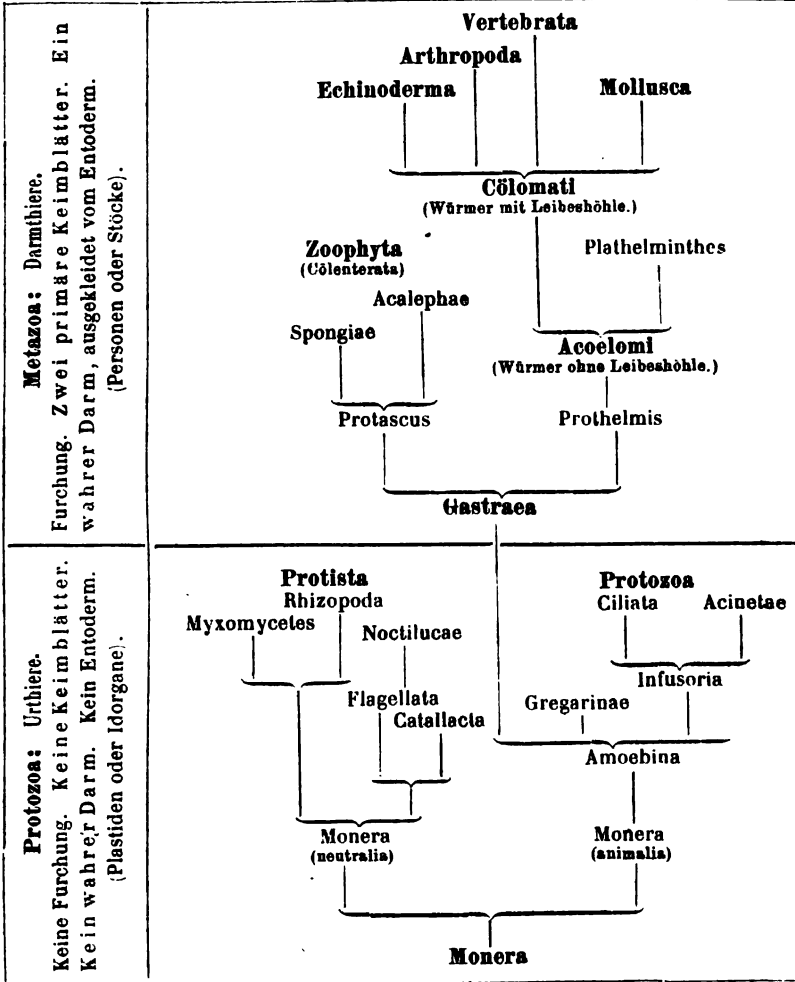 Metazoa: Darmthiere.
Furchung. Zwei primäre Keimblätter. Ein
wahrer Darm, ausgekleidet vom Entoderm.
(Personen oder Stöcke).
Vertebrata
Arthropoda
Echinoderma
Mollusca
Cölomati
(Würmer mit Leibeshöhle.)
Zoophyta
(Cölenterata)
Plathelminthes
Acalephae
Spongiae
Acoelomi
(Würmer ohne Leibeshöhle.)
Protascus
Prothelmis
Gastraea
Protozoa: Urthiere.
Keine Furchung. Keine Keimblätter.
Kein wahrer Darm. Kein Entoderm.
(Plastiden oder Idorgane).
Protista
Rhizopoda
Myxomycetes
Noctilucae
Flagellata
Catallacta
Protozoa
Ciliata
Acinetae
Infusoria
Gregarinae
Amoebina
Monera
(neutralia)
Monera
(animalia)
Monera